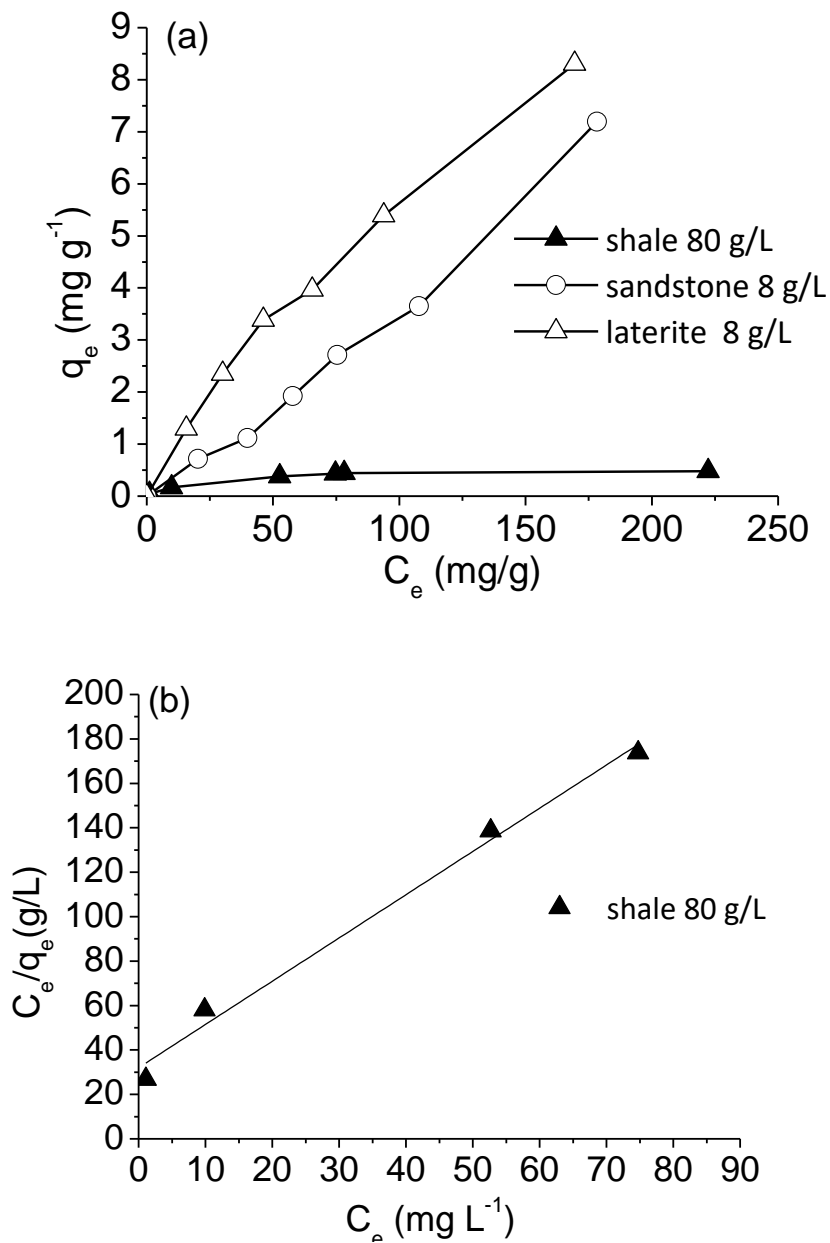 (a)
9
8
7
6
5
4
3
2
1
0
q_e (mg g^-1)
shale 80 g/L
sandstone 8 g/L
laterite 8 g/L
0 50 100 150 200 250
C_e (mg/g)
(b)
200
180
160
140
120
100
80
60
40
20
0
C_e/q_e(g/L)
shale 80 g/L
0 10 20 30 40 50 60 70 80 90
C_e (mg L^-1)